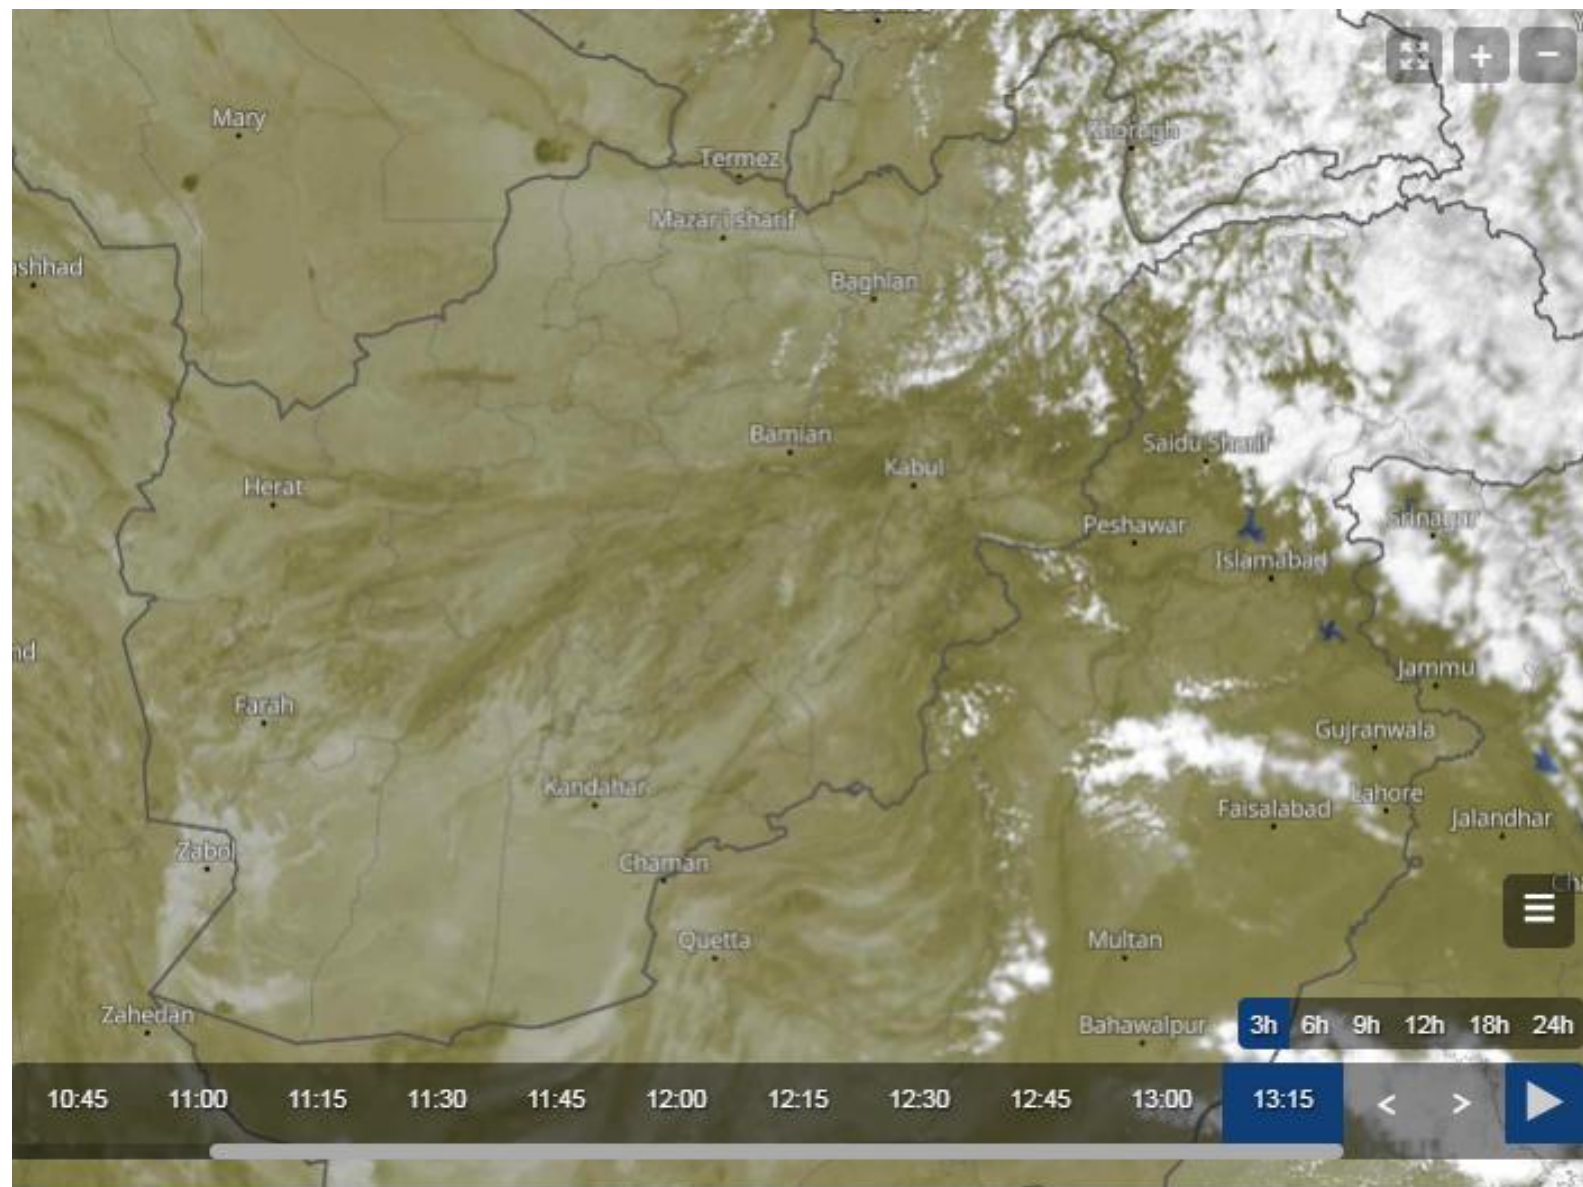 Mary
Khorugh
Termez
Mazar i sharif
ashhad
Baghlan
Bamian
Saidu Sharif
Kabul
Herat
Peshawar
Srinagar
Islamabad
nd
Jammu
Farah
Gujranwala
Kandahar
Lahore
Faisalabad
Jalandhar
Zabol
Chaman
Cha
Quetta
Multan
Zahedan
Bahawalpur
3h 6h 9h 12h 18h 24h
10:45 11:00 11:15 11:30 11:45 12:00 12:15 12:30 12:45 13:00 13:15 < >